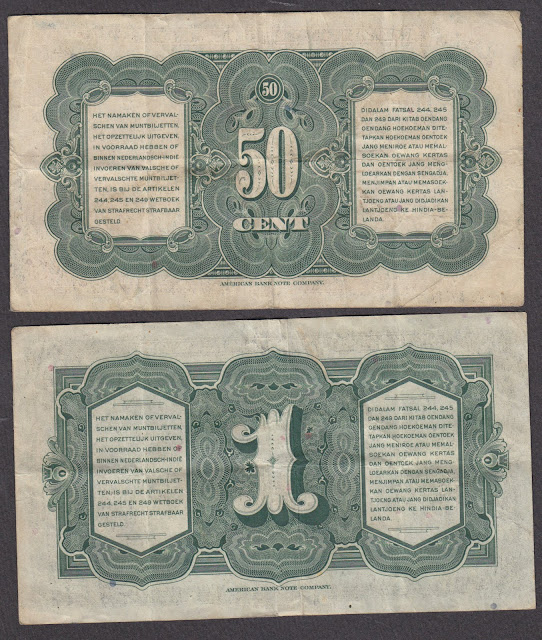 50
HET NAMAKEN OF VERVAL-
SCHEN VAN MUNTBILJETTEN,
HET OPZETTELIJK UITGEVEN,
IN VOORRAAD HEBBEN OF
BINNEN NEDERLANDSCH-INDIË
INVOEREN VAN VALSCHE OF
VERVALSCHTE MUNTBILJET-
TEN, IS BIJ DE ARTIKELEN
244, 245 EN 249 WETBOEK
VAN STRAFRECHT STRAFBAAR
GESTELD.
50
CENT
DIDALAM FATSAL 244, 245
DAN 249 DARI KITAB OENDANG
OENDANG HOEKOEMAN DITE-
TAPKAN HOEKOEMAN OENTOEK
JANG MENIROE ATAU MEMAL-
SOEKAN OEWANG KERTAS
DAN OENTOEK JANG MENG-
LOEARKAN DENGAN SENGADJA,
MENJIMPAN ATAU MEMASOEK-
KAN OEWANG KERTAS LAN-
TJOENG ATAU JANG DIDJADIKAN
LANTJOENG KE HINDIA-BE-
LANDA.
AMERICAN BANK NOTE COMPANY.
HET NAMAKEN OF VERVAL-
SCHEN VAN MUNTBILJETTEN,
HET OPZETTELIJK UITGEVEN,
IN VOORRAAD HEBBEN OF
BINNEN NEDERLANDSCH-INDIË
INVOEREN VAN VALSCHE OF
VERVALSCHTE MUNTBILJET-
TEN, IS BIJ DE ARTIKELEN
244, 245 EN 249 WETBOEK
VAN STRAFRECHT STRAFBAAR
GESTELD.
1
DIDALAM FATSAL 244, 245
DAN 249 DARI KITAB OENDANG
OENDANG HOEKOEMAN DITE-
TAPKAN HOEKOEMAN OENTOEK
JANG MENIROE ATAU MEMAL-
SOEKAN OEWANG KERTAS
DAN OENTOEK JANG MENG-
LOEARKAN DENGAN SENGADJA,
MENJIMPAN ATAU MEMASOEK-
KAN OEWANG KERTAS LAN-
TJOENG ATAU JANG DIDJADIKAN
LANTJOENG KE HINDIA-BE-
LANDA.
AMERICAN BANK NOTE COMPANY.